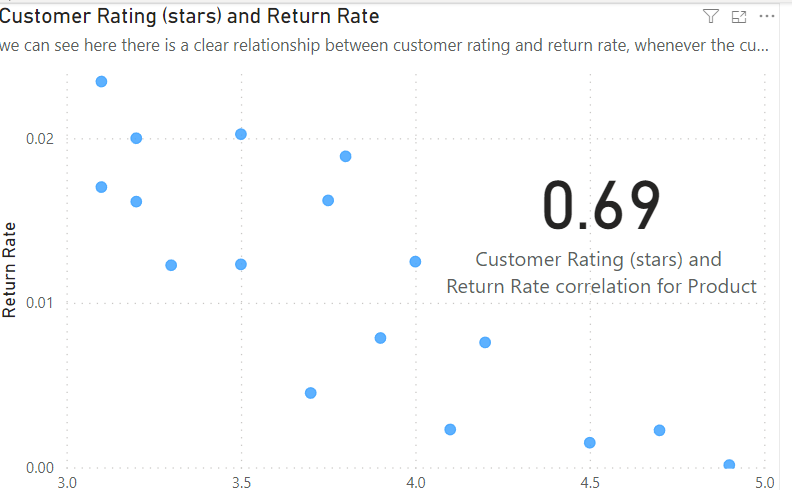 Customer Rating (stars) and Return Rate
we can see here there is a clear relationship between customer rating and return rate, whenever the cu...
0.02
0.69
Customer Rating (stars) and
Return Rate correlation for Product
Return Rate
0.01
0.00
3.0 3.5 4.0 4.5 5.0